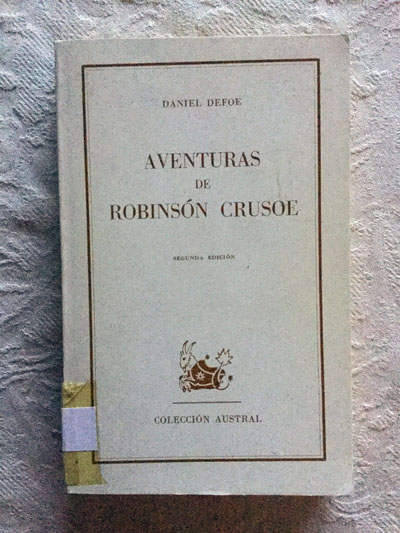 DANIEL DEFOE
AVENTURAS
DE
ROBINSÓN CRUSOE
SEGUNDA EDICIÓN
COLECCIÓN AUSTRAL